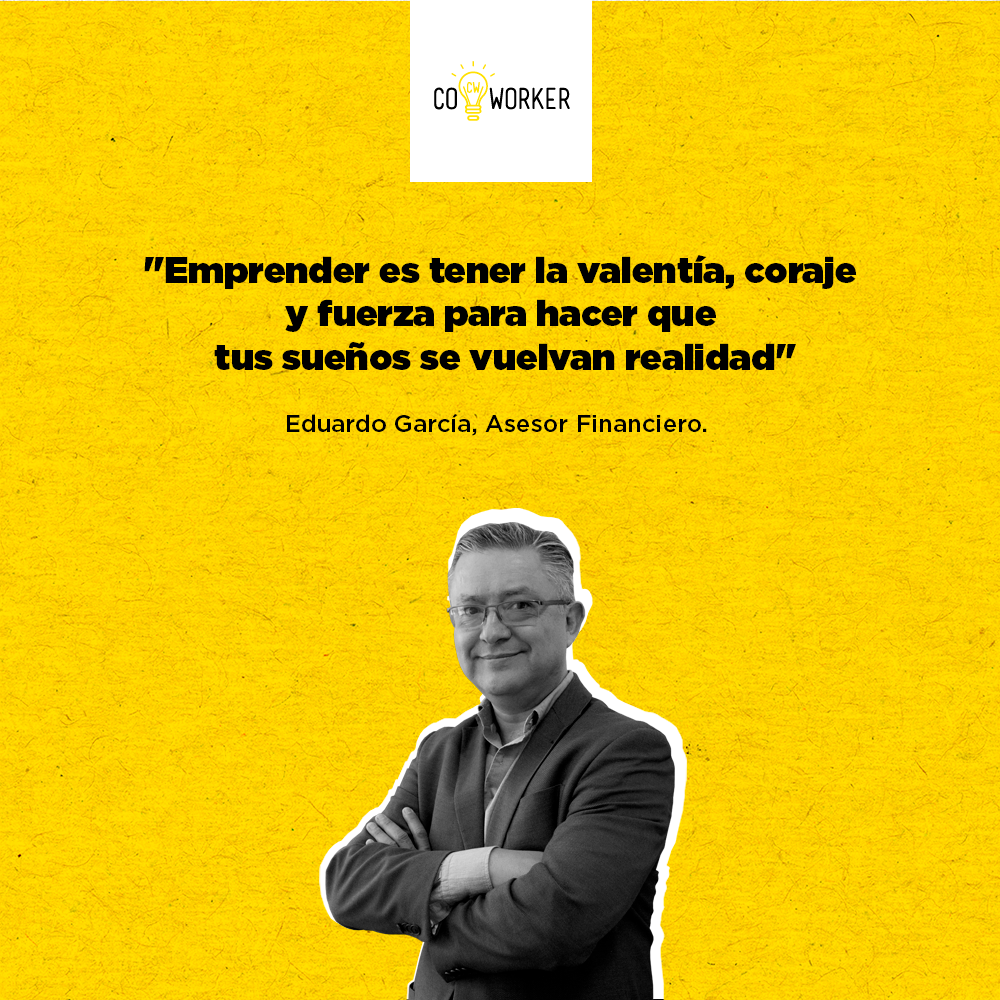 CO CW WORKER
"Emprender es tener la valentía, coraje
y fuerza para hacer que
tus sueños se vuelvan realidad"
Eduardo García, Asesor Financiero.